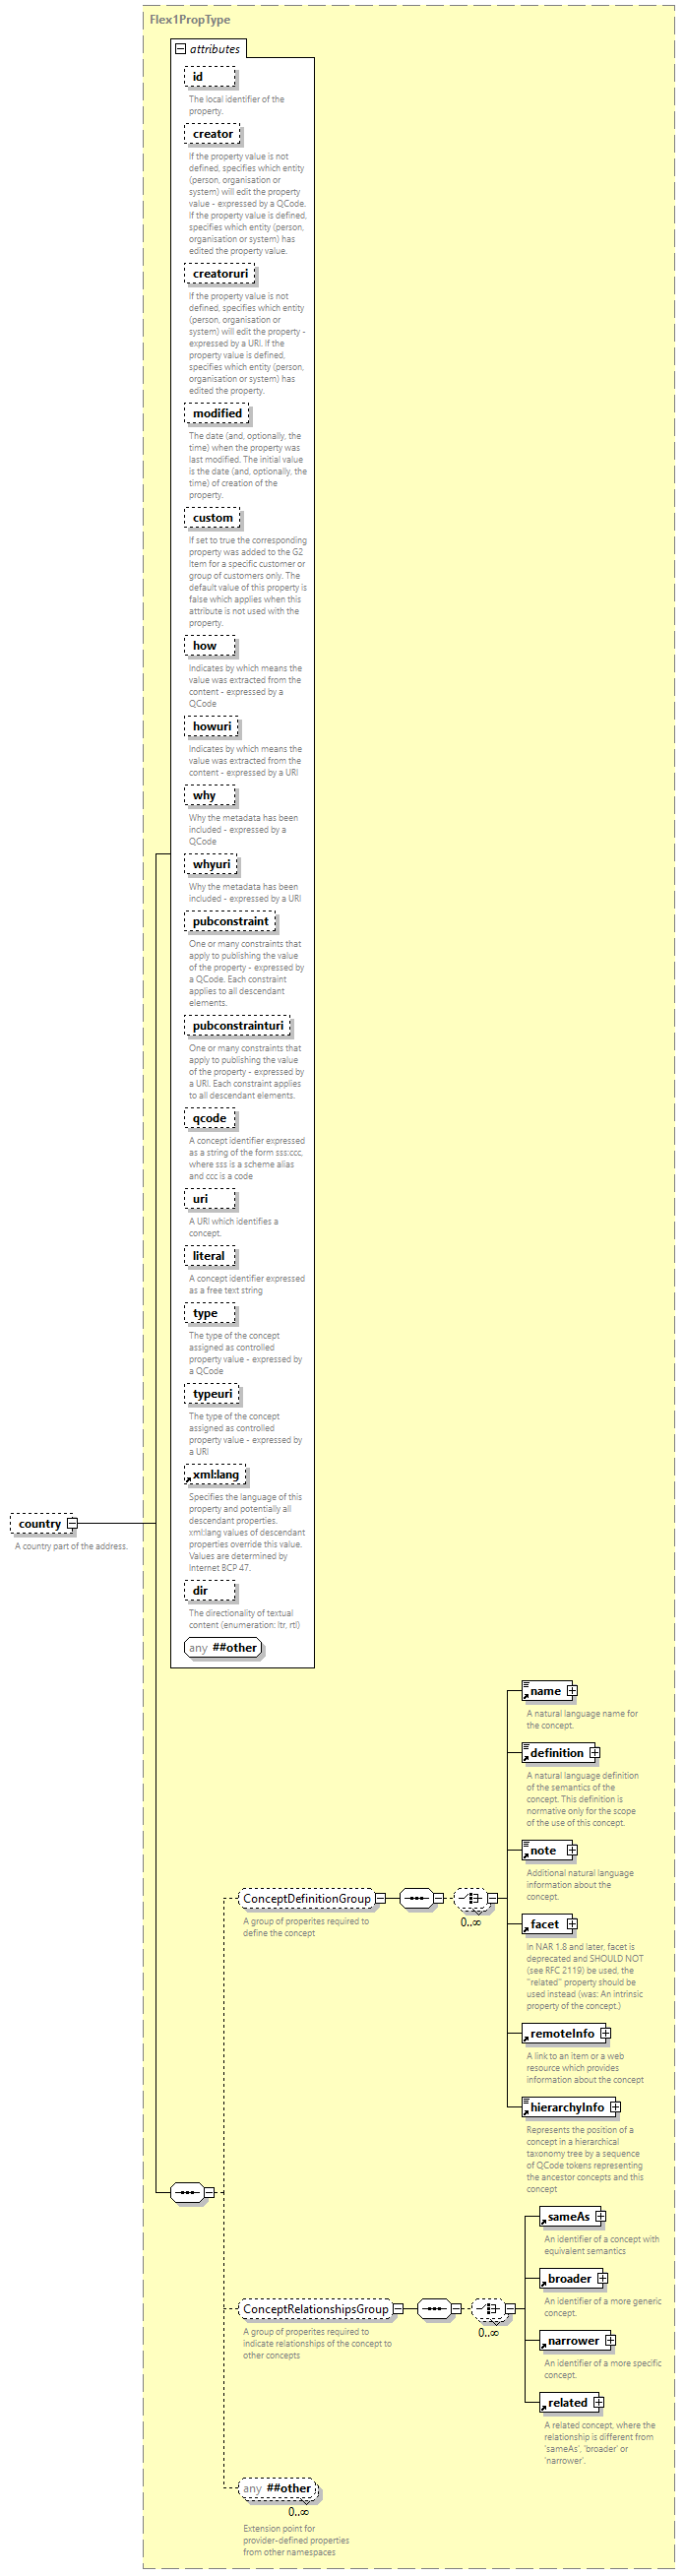 Flex1PropType
attributes
id
The local identifier of the
property.
creator
If the property value is not
defined, specifies which entity
(person, organisation or
system) will edit the property
value - expressed by a QCode.
If the property value is defined,
specifies which entity (person,
organisation or system) has
edited the property value.
creatoruri
If the property value is not
defined, specifies which entity
(person, organisation or
system) will edit the property -
expressed by a URI. If the
property value is defined,
specifies which entity (person,
organisation or system) has
edited the property.
modified
The date (and, optionally, the
time) when the property was
last modified. The initial value
is the date (and, optionally, the
time) of creation of the
property.
custom
If set to true the corresponding
property was added to the G2
Item for a specific customer or
group of customers only. The
default value of this property is
false which applies when this
attribute is not used with the
property.
how
Indicates by which means the
value was extracted from the
content - expressed by a
QCode
howuri
Indicates by which means the
value was extracted from the
content - expressed by a URI
why
Why the metadata has been
included - expressed by a
QCode
whyuri
Why the metadata has been
included - expressed by a URI
pubconstraint
One or many constraints that
apply to publishing the value
of the property - expressed by
a QCode. Each constraint
applies to all descendant
elements.
pubconstrainturi
One or many constraints that
apply to publishing the value
of the property - expressed by
a URI. Each constraint applies
to all descendant elements.
qcode
A concept identifier expressed
as a string of the form sss:ccc,
where sss is a scheme alias
and ccc is a code
uri
A URI which identifies a
concept.
literal
A concept identifier expressed
as a free text string
type
The type of the concept
assigned as controlled
property value - expressed by
a QCode
typeuri
The type of the concept
assigned as controlled
property value - expressed by
a URI
xml:lang
Specifies the language of this
property and potentially all
descendant properties.
xml:lang values of descendant
properties override this value.
Values are determined by
Internet BCP 47.
dir
The directionality of textual
content (enumeration: ltr, rtl)
any ##other
country
A country part of the address.
name
A natural language name for
the concept.
definition
A natural language definition
of the semantics of the
concept. This definition is
normative only for the scope
of the use of this concept.
note
Additional natural language
information about the
concept.
ConceptDefinitionGroup
0..∞
A group of properites required to
define the concept
facet
In NAR 1.8 and later, facet is
deprecated and SHOULD NOT
(see RFC 2119) be used, the
"related" property should be
used instead (was: An intrinsic
property of the concept.)
remoteInfo
A link to an item or a web
resource which provides
information about the concept
hierarchyInfo
Represents the position of a
concept in a hierarchical
taxonomy tree by a sequence
of QCode tokens representing
the ancestor concepts and this
concept
sameAs
An identifier of a concept with
equivalent semantics
broader
An identifier of a more generic
concept.
ConceptRelationshipsGroup
0..∞
A group of properites required to
indicate relationships of the concept to
other concepts
narrower
An identifier of a more specific
concept.
related
A related concept, where the
relationship is different from
'sameAs', 'broader' or
'narrower'.
any ##other
0..∞
Extension point for
provider-defined properties
from other namespaces